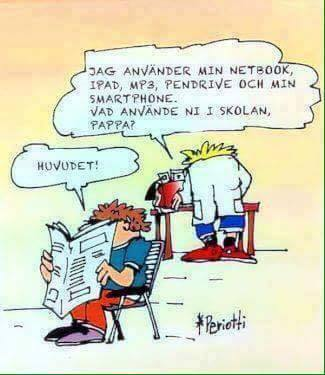 JAG ANVÄNDER MIN NETBOOK,
IPAD, MP3, PENDRIVE OCH MIN
SMARTPHONE.
VAD ANVÄNDE NI I SKOLAN,
PAPPA?
HUVUDET!
*Periotti